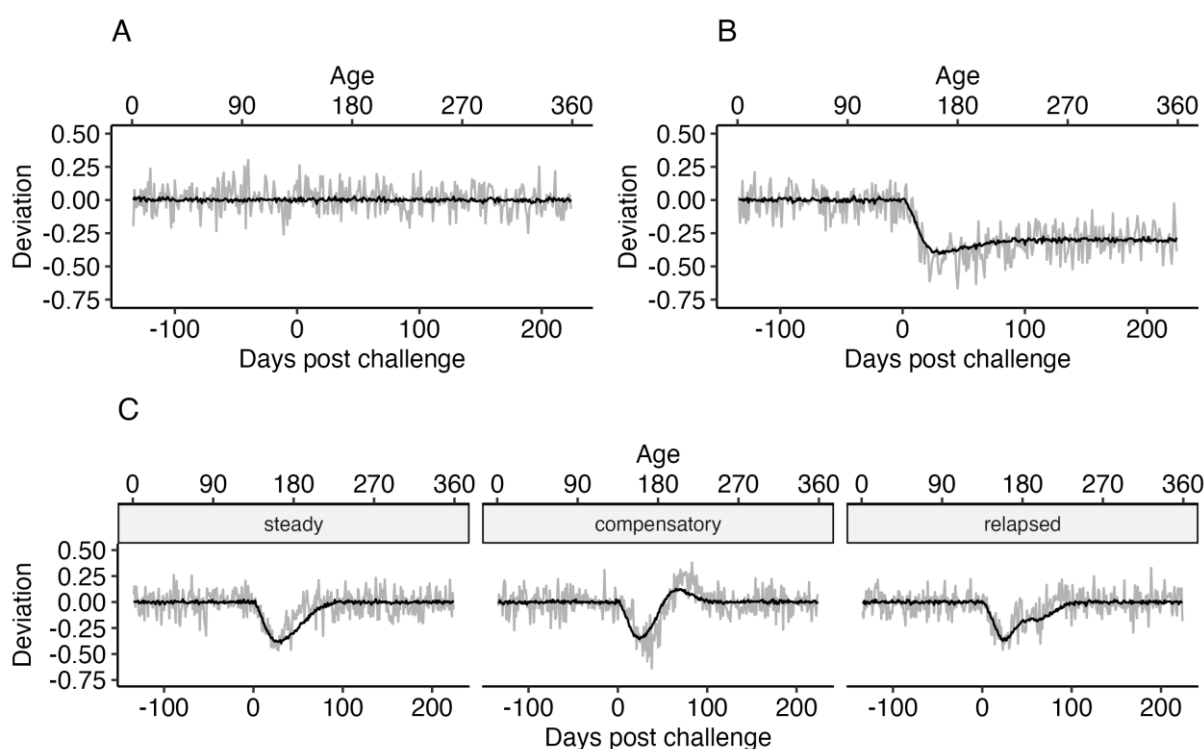 A
Age
0 90 180 270 360
0.50
0.25
0.00
-0.25
-0.50
-0.75
Deviation
-100 0 100 200
Days post challenge
B
Age
0 90 180 270 360
0.50
0.25
0.00
-0.25
-0.50
-0.75
Deviation
-100 0 100 200
Days post challenge
C
Age
0 90 180 270 360 0 90 180 270 360 0 90 180 270 360
steady compensatory relapsed
0.50
0.25
0.00
-0.25
-0.50
-0.75
Deviation
-100 0 100 200 -100 0 100 200 -100 0 100 200
Days post challenge